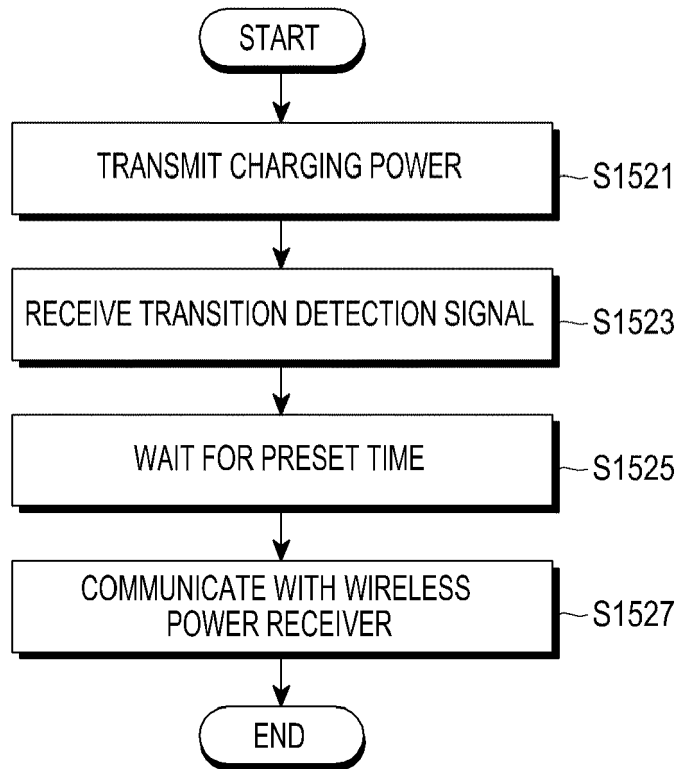 START
TRANSMIT CHARGING POWER
S1521
RECEIVE TRANSITION DETECTION SIGNAL
S1523
WAIT FOR PRESET TIME
S1525
COMMUNICATE WITH WIRELESS
POWER RECEIVER
S1527
END